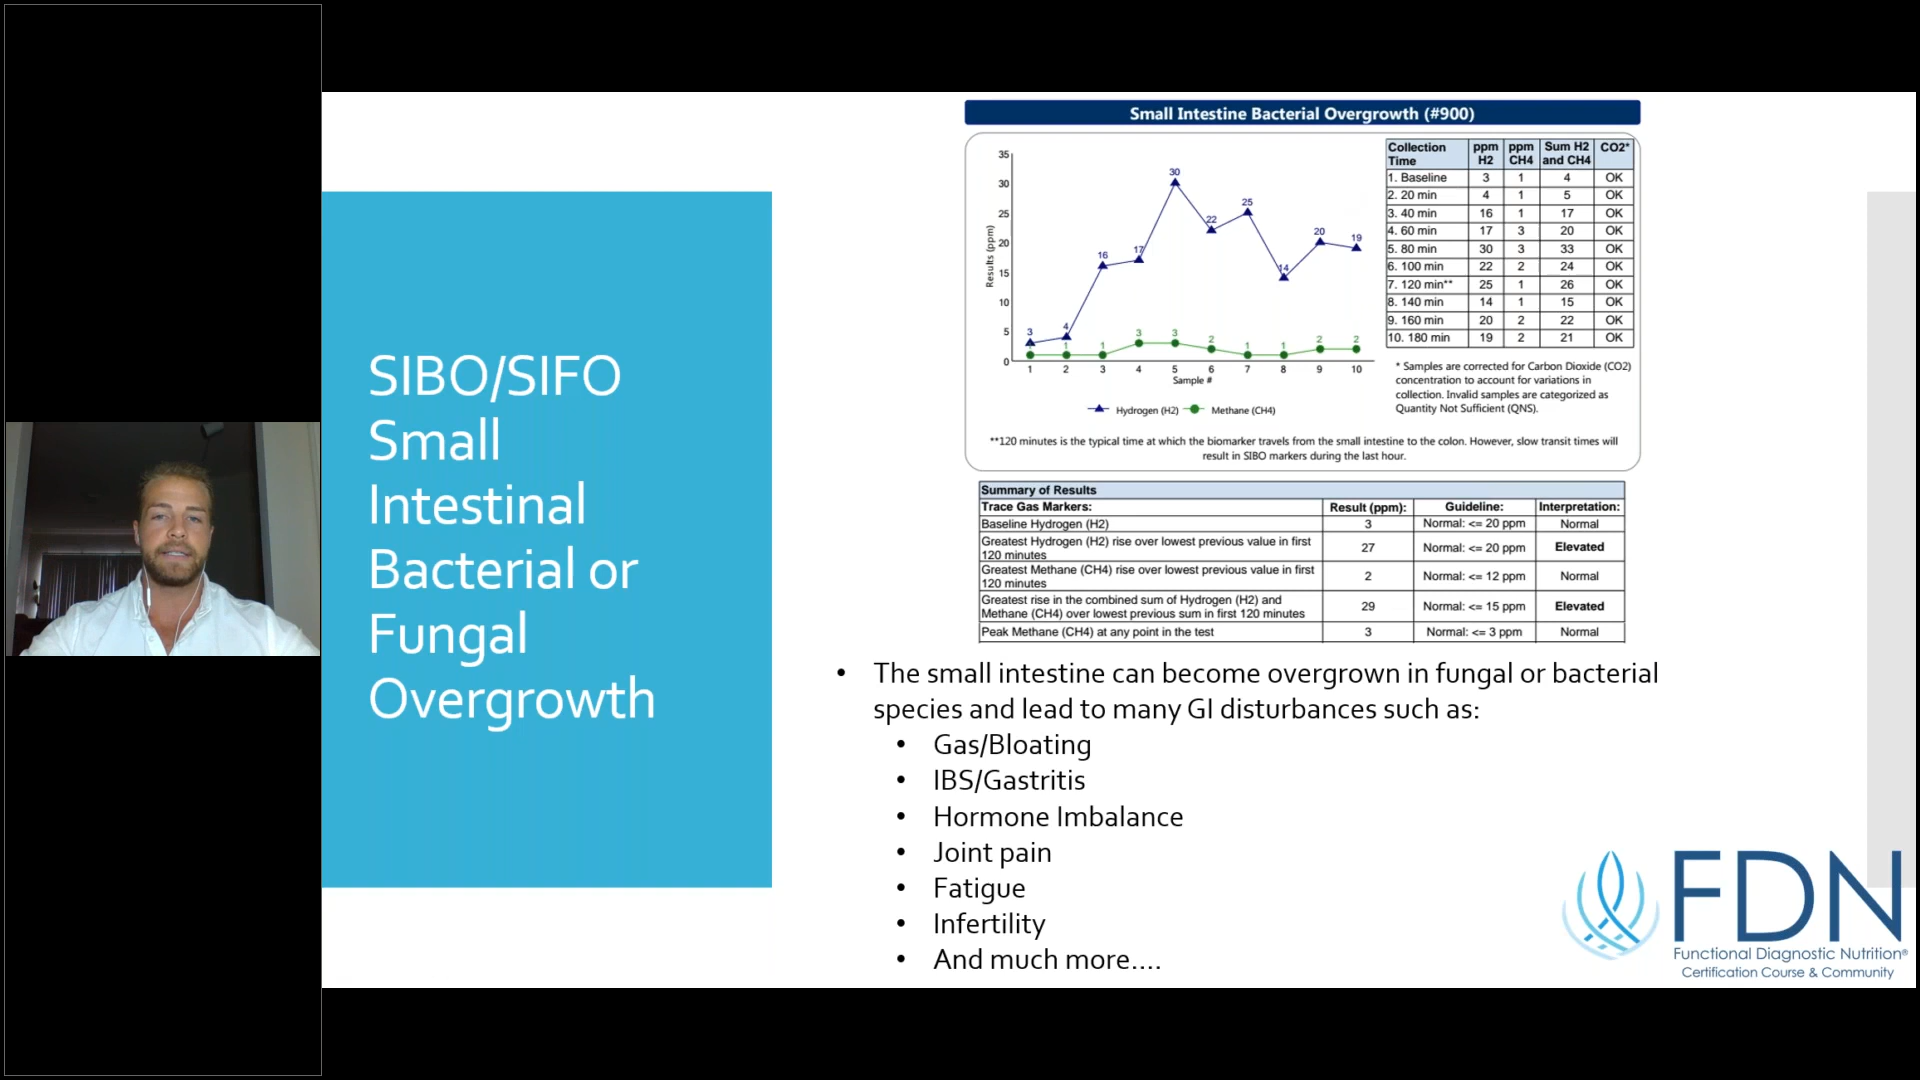 SIBO/SIFO
Small
Intestinal
Bacterial or
Fungal
Overgrowth
Small Intestine Bacterial Overgrowth (#900)
35
30
25
20
15
10
5
0
Results (ppm)
3 4 16 17 30 22 25 14 20 19
1 1 1 3 3 2 1 1 2 2
1 2 3 4 5 6 7 8 9 10
Sample #
Hydrogen (H2) Methane (CH4)
Collection Time ppm H2 ppm CH4 Sum H2 and CH4 CO2*
1. Baseline 3 1 4 OK
2. 20 min 4 1 5 OK
3. 40 min 16 1 17 OK
4. 60 min 17 3 20 OK
5. 80 min 30 3 33 OK
6. 100 min 22 2 24 OK
7. 120 min** 25 1 26 OK
8. 140 min 14 1 15 OK
9. 160 min 20 2 22 OK
10. 180 min 19 2 21 OK
* Samples are corrected for Carbon Dioxide (CO2)
concentration to account for variations in
collection. Invalid samples are categorized as
Quantity Not Sufficient (QNS).
**120 minutes is the typical time at which the biomarker travels from the small intestine to the colon. However, slow transit times will
result in SIBO markers during the last hour.
Summary of Results
Trace Gas Markers: Result (ppm): Guideline: Interpretation:
Baseline Hydrogen (H2) 3 Normal: <= 20 ppm Normal
Greatest Hydrogen (H2) rise over lowest previous value in first
120 minutes 27 Normal: <= 20 ppm Elevated
Greatest Methane (CH4) rise over lowest previous value in first
120 minutes 2 Normal: <= 12 ppm Normal
Greatest rise in the combined sum of Hydrogen (H2) and
Methane (CH4) over lowest previous sum in first 120 minutes 29 Normal: <= 15 ppm Elevated
Peak Methane (CH4) at any point in the test 3 Normal: <= 3 ppm Normal
• The small intestine can become overgrown in fungal or bacterial
species and lead to many GI disturbances such as:
• Gas/Bloating
• IBS/Gastritis
• Hormone Imbalance
• Joint pain
• Fatigue
• Infertility
• And much more....
FDN
Functional Diagnostic Nutrition®
Certification Course & Community